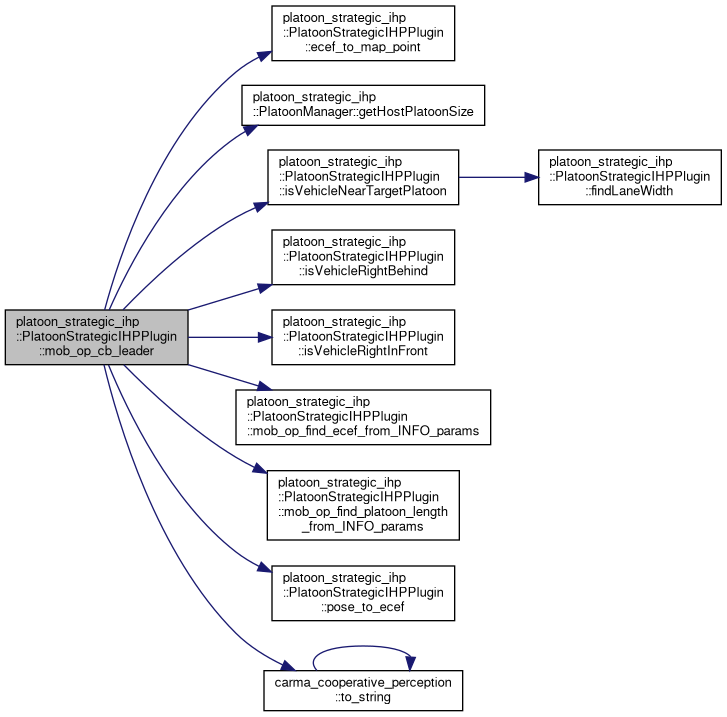 platoon_strategic_ihp
::PlatoonStrategicIHPPlugin
::ecef_to_map_point
platoon_strategic_ihp
::PlatoonManager::getHostPlatoonSize
platoon_strategic_ihp
::PlatoonStrategicIHPPlugin
::isVehicleNearTargetPlatoon
platoon_strategic_ihp
::PlatoonStrategicIHPPlugin
::findLaneWidth
platoon_strategic_ihp
::PlatoonStrategicIHPPlugin
::isVehicleRightBehind
platoon_strategic_ihp
::PlatoonStrategicIHPPlugin
::mob_op_cb_leader
platoon_strategic_ihp
::PlatoonStrategicIHPPlugin
::isVehicleRightInFront
platoon_strategic_ihp
::PlatoonStrategicIHPPlugin
::mob_op_find_ecef_from_INFO_params
platoon_strategic_ihp
::PlatoonStrategicIHPPlugin
::mob_op_find_platoon_length
_from_INFO_params
platoon_strategic_ihp
::PlatoonStrategicIHPPlugin
::pose_to_ecef
carma_cooperative_perception
::to_string